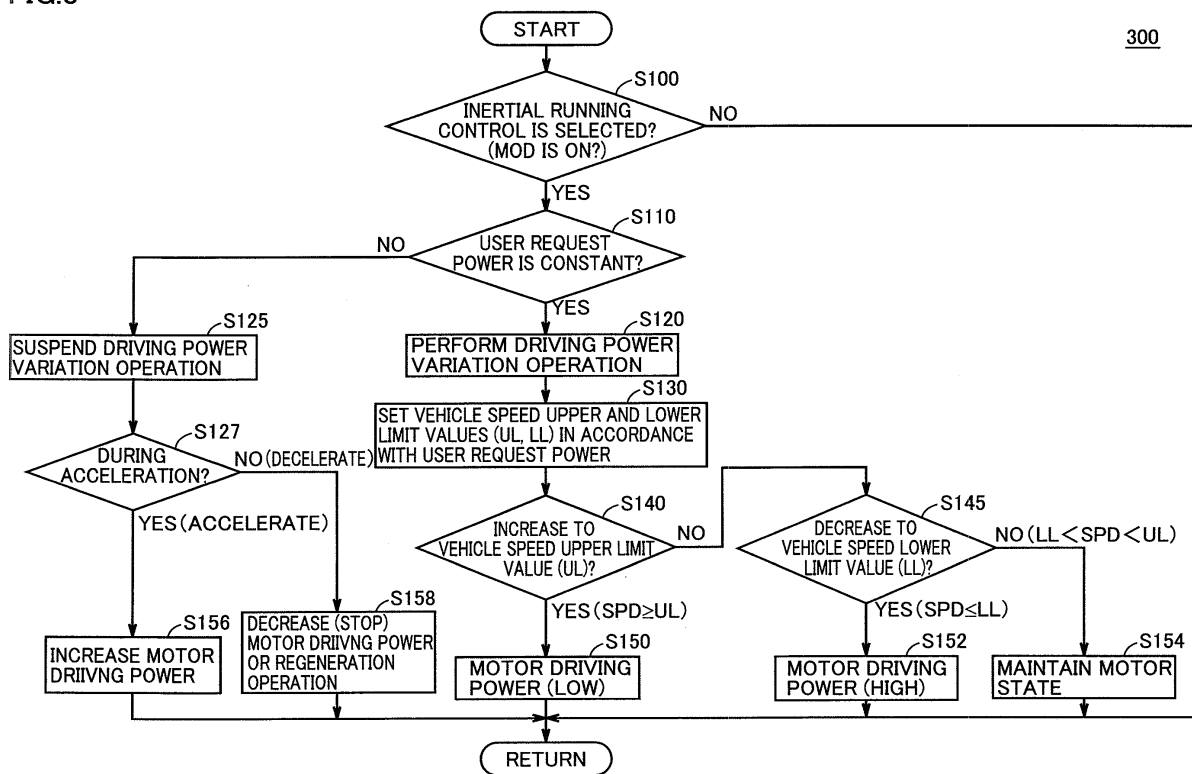 START
300
S100
INERTIAL RUNNING
CONTROL IS SELECTED?
(MOD IS ON?)
NO
YES
S110
USER REQUEST
POWER IS CONSTANT?
NO
YES
S125
SUSPEND DRIVING POWER
VARIATION OPERATION
S120
PERFORM DRIVING POWER
VARIATION OPERATION
S130
SET VEHICLE SPEED UPPER AND LOWER
LIMIT VALUES (UL, LL) IN ACCORDANCE
WITH USER REQUEST POWER
S127
DURING
ACCELERATION?
NO (DECELERATE)
YES (ACCELERATE)
S140
INCREASE TO
VEHICLE SPEED UPPER LIMIT
VALUE (UL)?
NO
YES (SPD≥UL)
S145
DECREASE TO
VEHICLE SPEED LOWER
LIMIT VALUE (LL)?
NO (LL<SPD<UL)
YES (SPD≤LL)
S156
INCREASE MOTOR
DRIIVNG POWER
S158
DECREASE (STOP)
MOTOR DRIIVNG POWER
OR REGENERATION
OPERATION
S150
MOTOR DRIVING
POWER (LOW)
S152
MOTOR DRIVING
POWER (HIGH)
S154
MAINTAIN MOTOR
STATE
RETURN